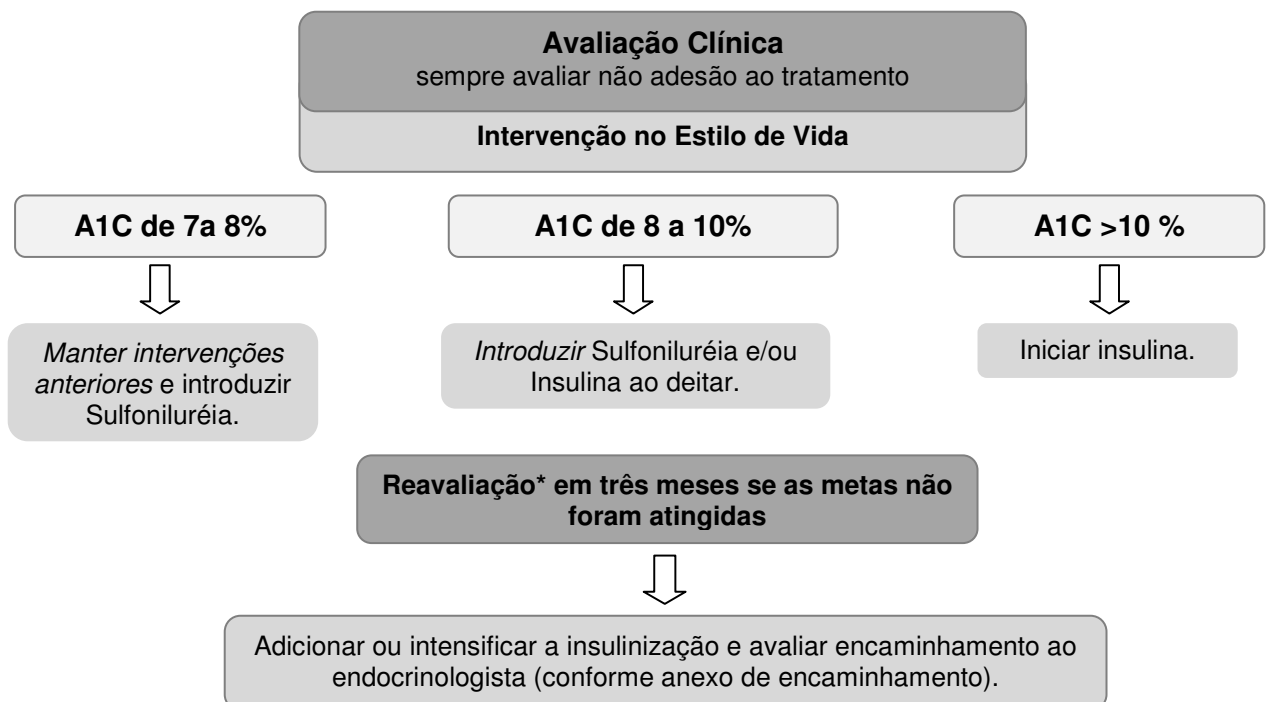 Avaliação Clínica
sempre avaliar não adesão ao tratamento
Intervenção no Estilo de Vida
A1C de 7a 8%
A1C de 8 a 10%
A1C >10 %
Manter intervenções
anteriores e introduzir
Sulfoniluréia.
Introduzir Sulfoniluréia e/ou
Insulina ao deitar.
Iniciar insulina.
Reavaliação* em três meses se as metas não
foram atingidas
Adicionar ou intensificar a insulinização e avaliar encaminhamento ao
endocrinologista (conforme anexo de encaminhamento).